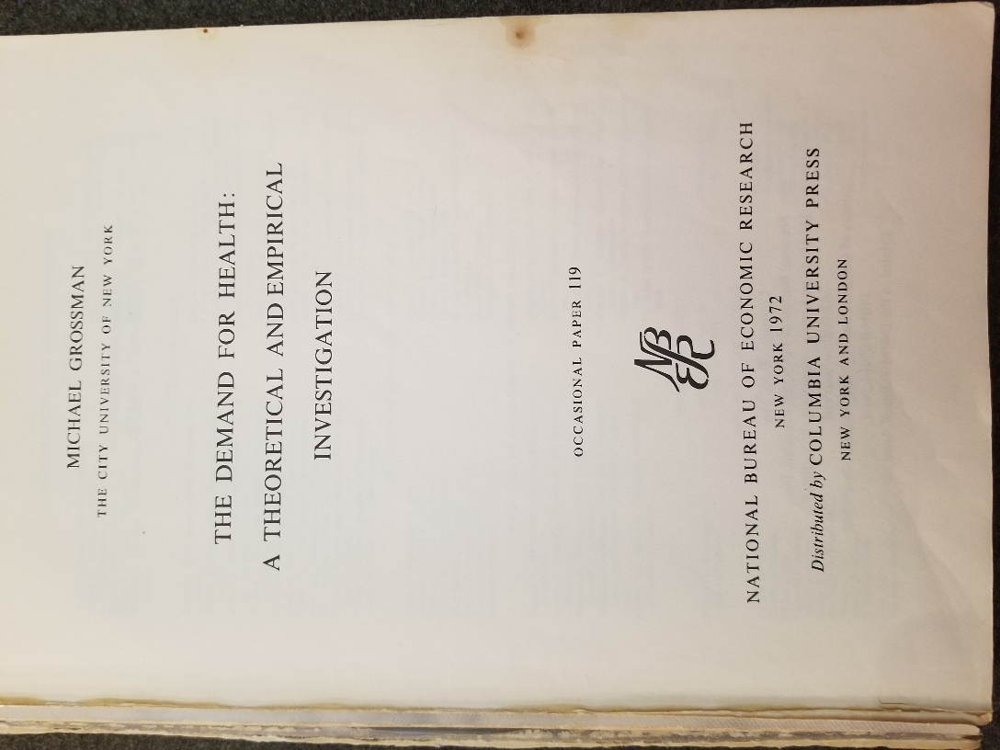 MICHAEL GROSSMAN
THE CITY UNIVERSITY OF NEW YORK
THE DEMAND FOR HEALTH:
A THEORETICAL AND EMPIRICAL
INVESTIGATION
OCCASIONAL PAPER 119
NBER
NATIONAL BUREAU OF ECONOMIC RESEARCH
NEW YORK 1972
Distributed by COLUMBIA UNIVERSITY PRESS
NEW YORK AND LONDON